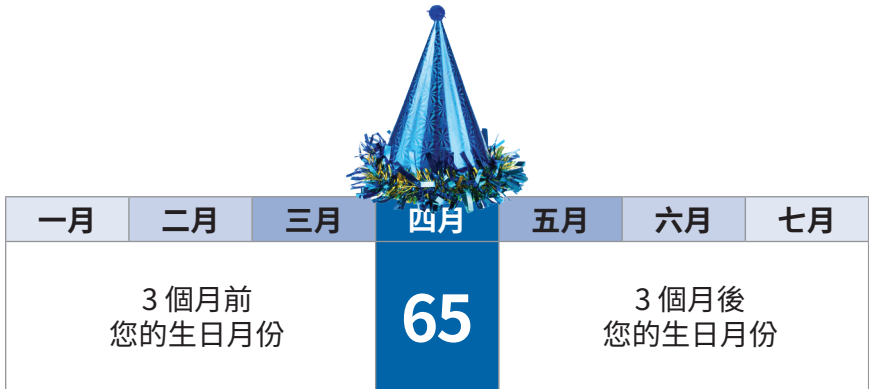 一月 二月 三月 四月 五月 六月 七月
3 個月前
您的生日月份
65
3 個月後
您的生日月份